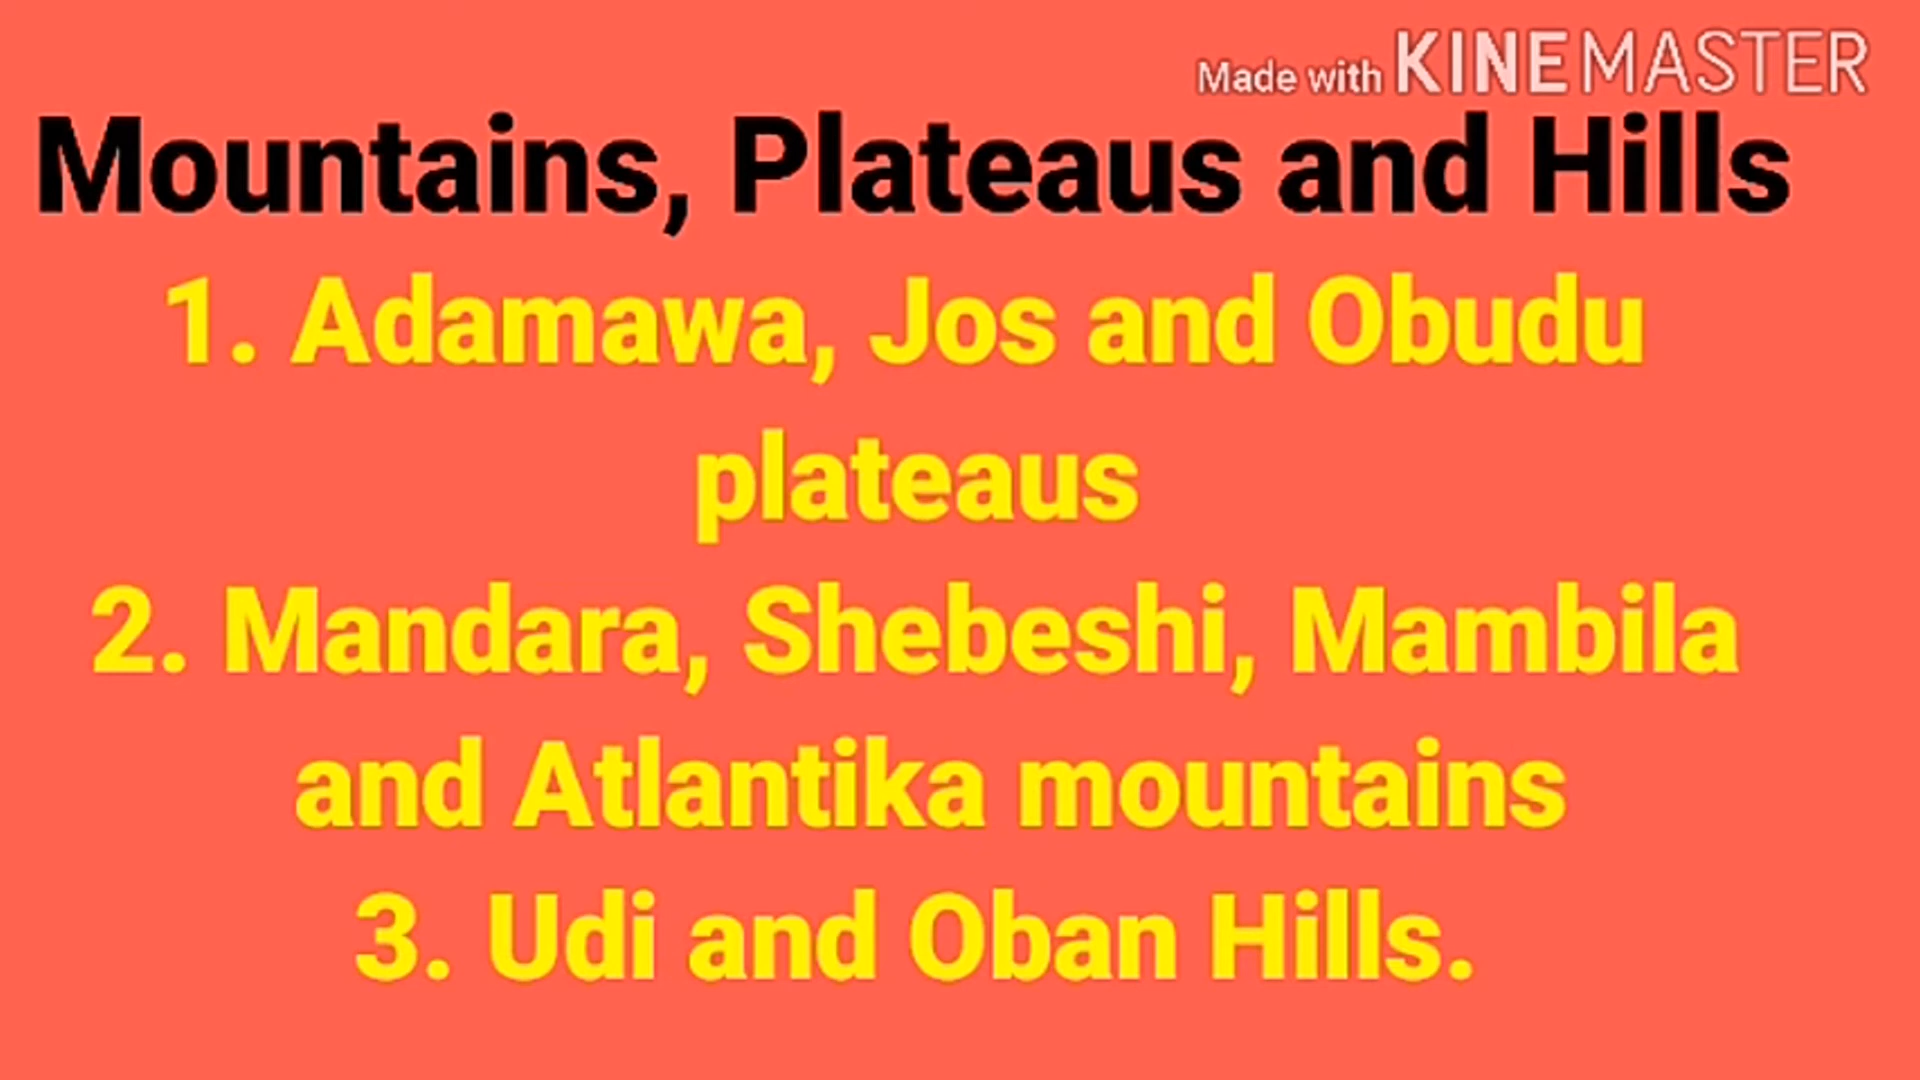 Made with KINEMASTER
Mountains, Plateaus and Hills
1. Adamawa, Jos and Obudu
plateaus
2. Mandara, Shebeshi, Mambila
and Atlantika mountains
3. Udi and Oban Hills.